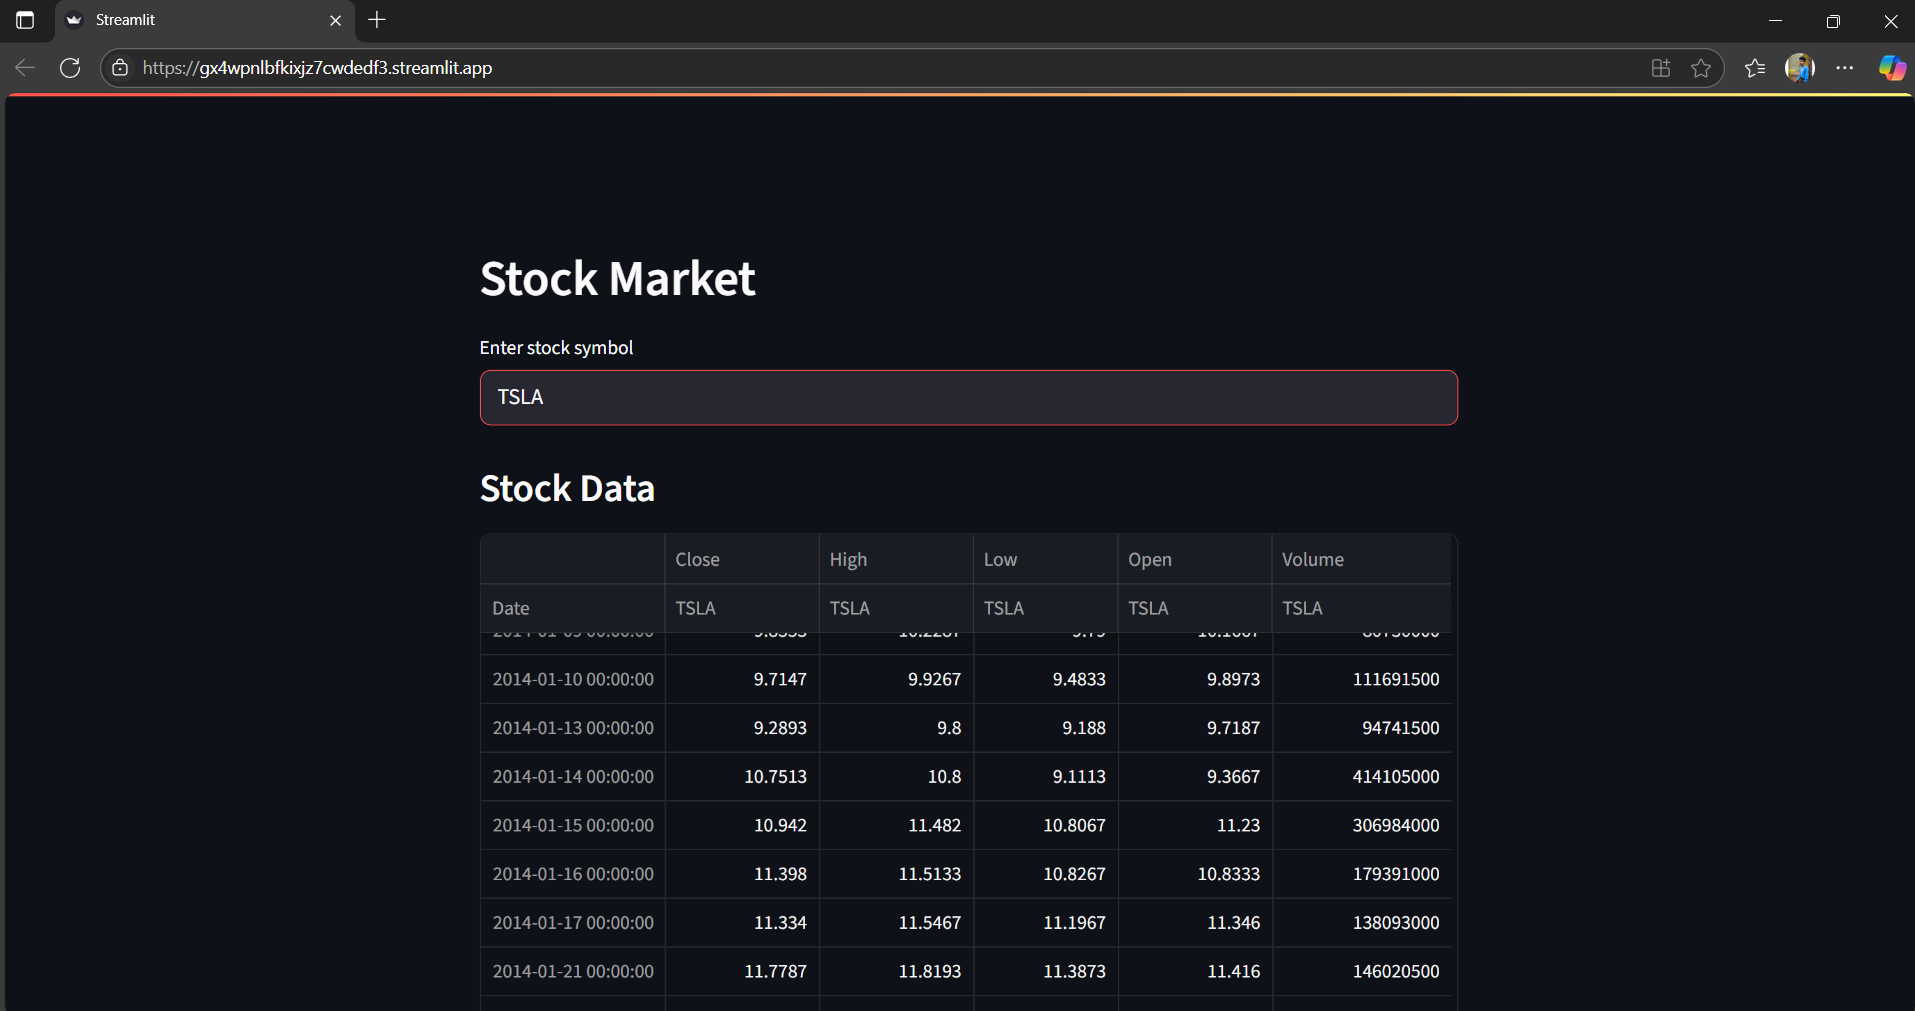 Streamlit
https://gx4wpnlbfkixjz7cwdedf3.streamlit.app
Stock Market
Enter stock symbol
TSLA
Stock Data
Close High Low Open Volume
Date TSLA TSLA TSLA TSLA TSLA
2014-01-10 00:00:00 9.7147 9.9267 9.4833 9.8973 111691500
2014-01-13 00:00:00 9.2893 9.8 9.188 9.7187 94741500
2014-01-14 00:00:00 10.7513 10.8 9.1113 9.3667 414105000
2014-01-15 00:00:00 10.942 11.482 10.8067 11.23 306984000
2014-01-16 00:00:00 11.398 11.5133 10.8267 10.8333 179391000
2014-01-17 00:00:00 11.334 11.5467 11.1967 11.346 138093000
2014-01-21 00:00:00 11.7787 11.8193 11.3873 11.416 146020500